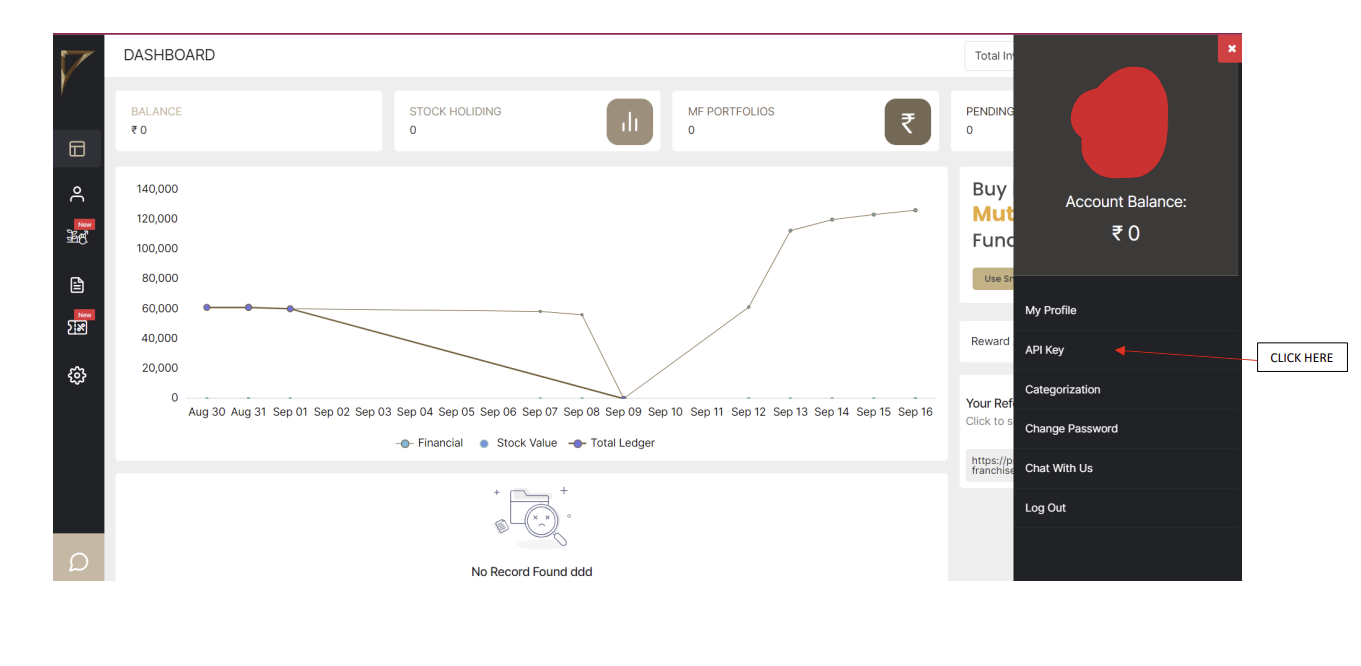 DASHBOARD
Total In
BALANCE
₹ 0
STOCK HOLDING
0
MF PORTFOLIOS
0
₹
PENDING
0
140,000
120,000
100,000
80,000
60,000
40,000
20,000
0
Aug 30 Aug 31 Sep 01 Sep 02 Sep 03 Sep 04 Sep 05 Sep 06 Sep 07 Sep 08 Sep 09 Sep 10 Sep 11 Sep 12 Sep 13 Sep 14 Sep 15 Sep 16
Financial Stock Value Total Ledger
No Record Found ddd
New
New
Buy
Mut
Fund
Use Sn
Reward
Your Ref
Click to s
https://p
franchise
Account Balance:
₹ 0
My Profile
API Key
Categorization
Change Password
Chat With Us
Log Out
CLICK HERE